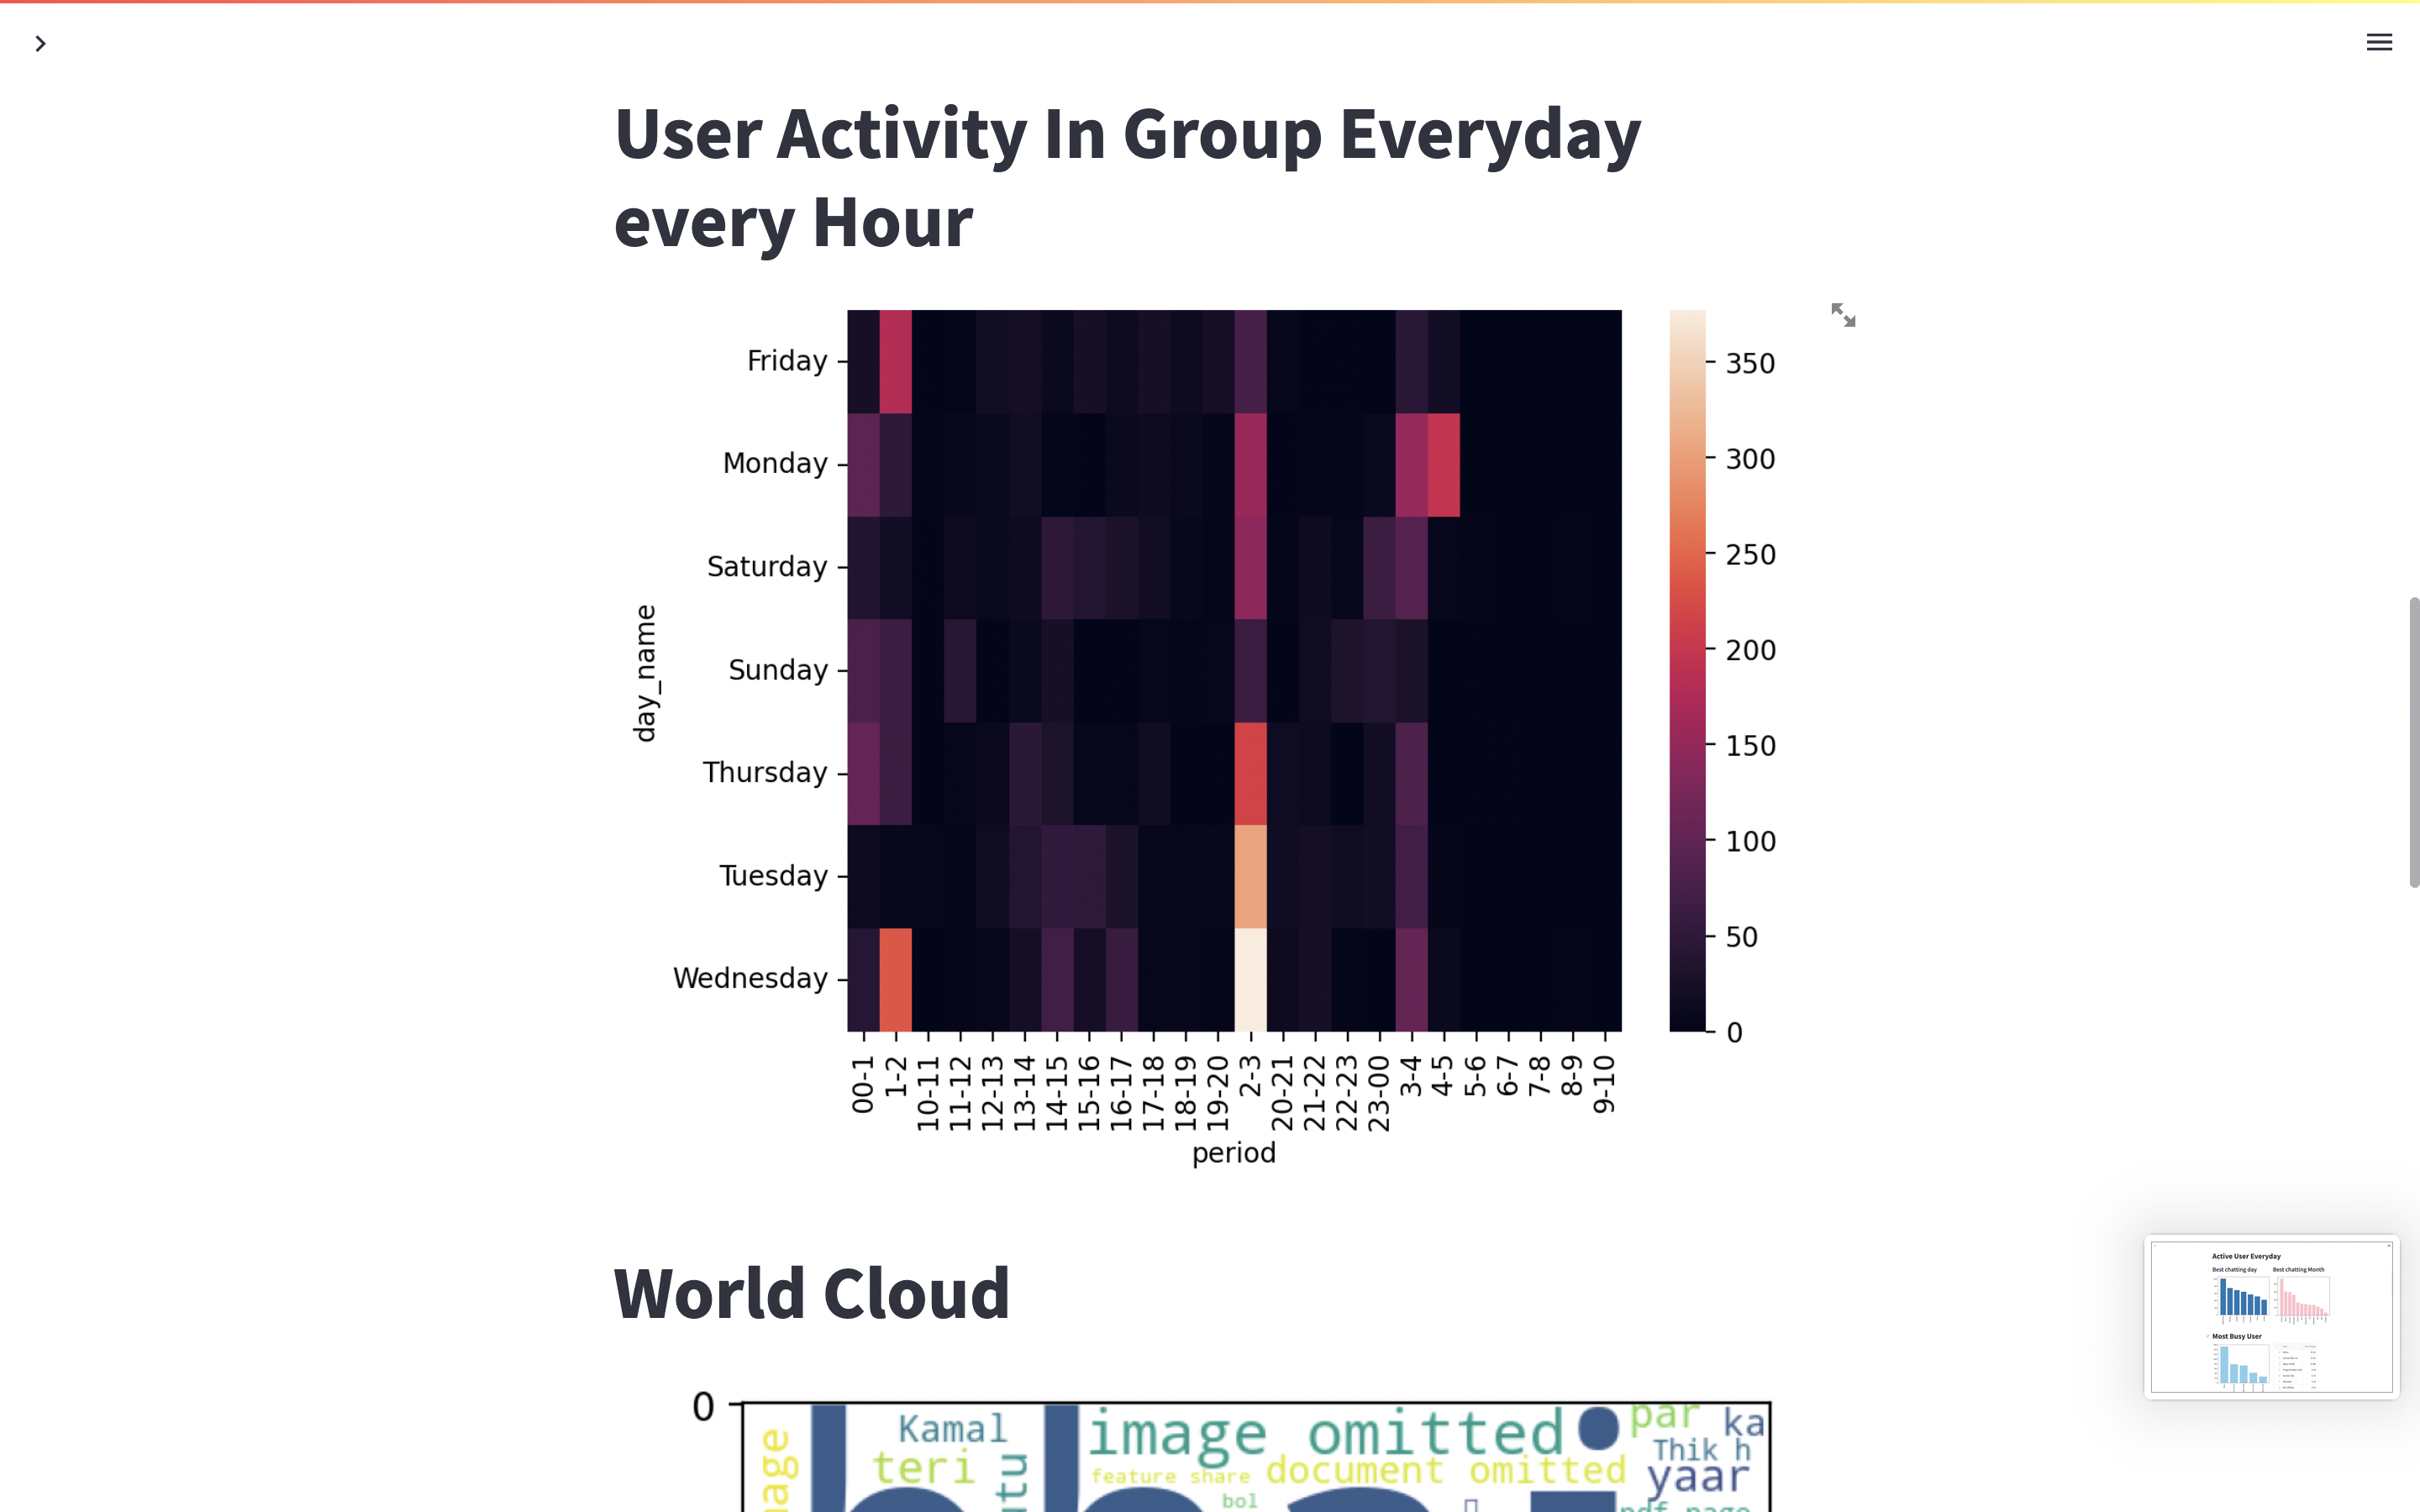 User Activity In Group Everyday
every Hour
day_name
Friday
Monday
Saturday
Sunday
Thursday
Tuesday
Wednesday
00-1
1-2
10-11
11-12
12-13
13-14
14-15
15-16
16-17
17-18
18-19
19-20
2-3
20-21
21-22
22-23
23-00
3-4
4-5
5-6
6-7
7-8
8-9
9-10
period
350
300
250
200
150
100
50
0
World Cloud
0
Kamal
teri
image omitted
feature share
document omitted
bol
par
ka
Thik h
yaar
Active User Everyday
Best chatting day
Best chatting Month
Most Busy User